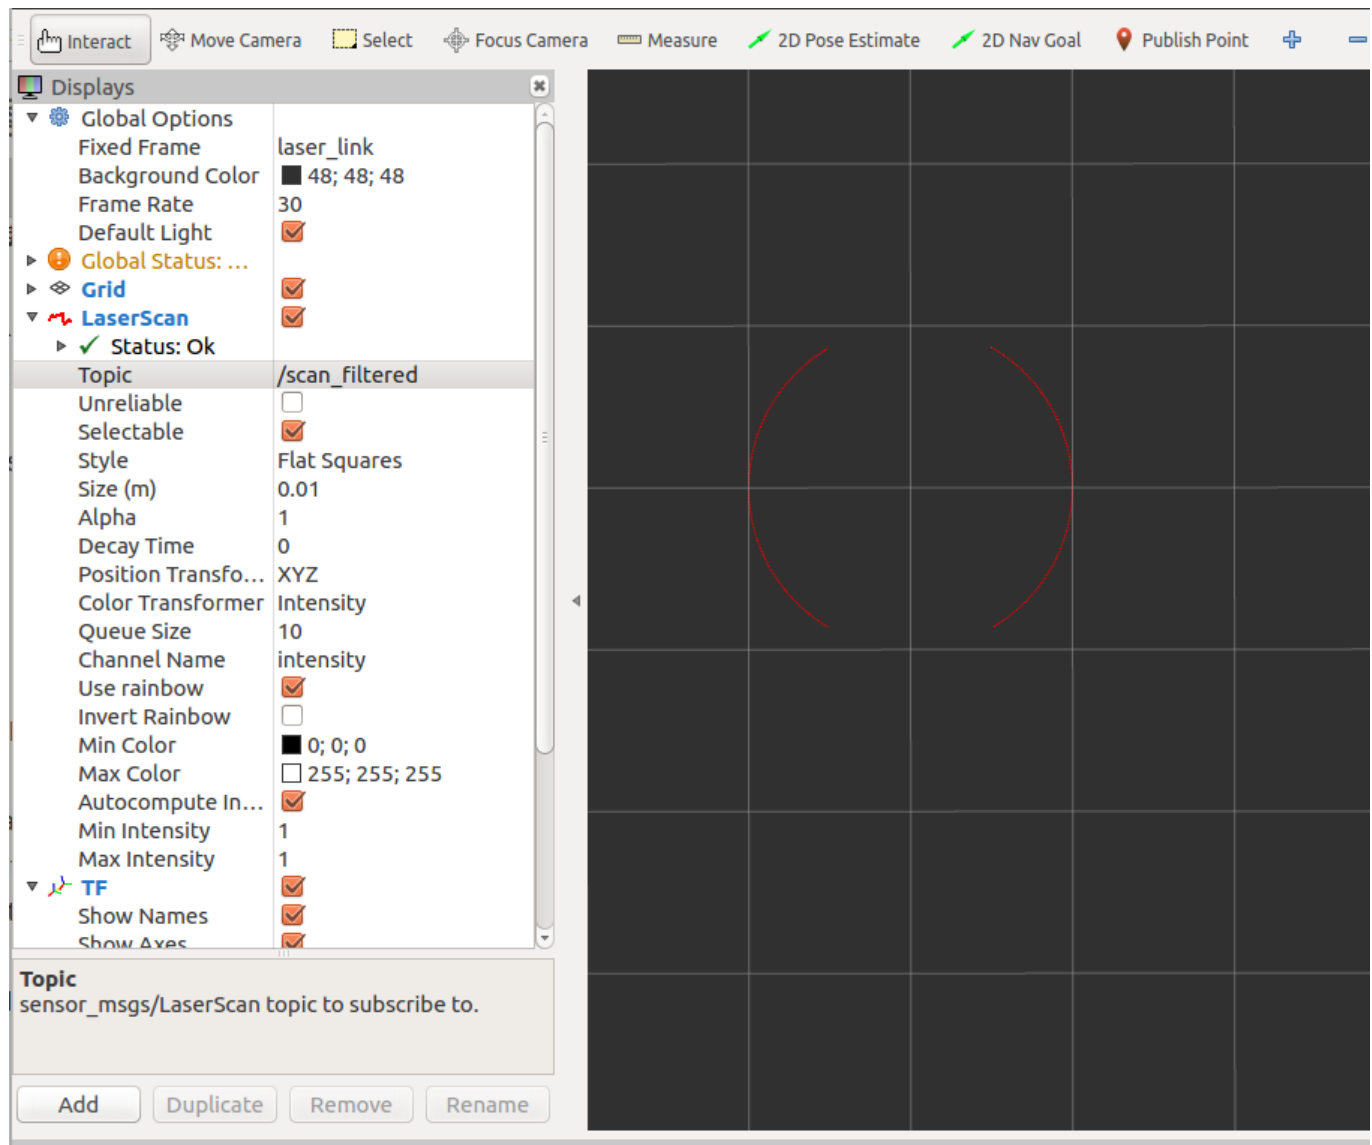 Interact Move Camera Select Focus Camera Measure 2D Pose Estimate 2D Nav Goal Publish Point
Displays
Global Options
Fixed Frame laser_link
Background Color 48; 48; 48
Frame Rate 30
Default Light
Global Status: ...
Grid
LaserScan
Status: Ok
Topic /scan_filtered
Unreliable
Selectable
Style Flat Squares
Size (m) 0.01
Alpha 1
Decay Time 0
Position Transfo... XYZ
Color Transformer Intensity
Queue Size 10
Channel Name intensity
Use rainbow
Invert Rainbow
Min Color 0; 0; 0
Max Color 255; 255; 255
Autocompute In...
Min Intensity 1
Max Intensity 1
TF
Show Names
Show Axes
Topic
sensor_msgs/LaserScan topic to subscribe to.
Add Duplicate Remove Rename